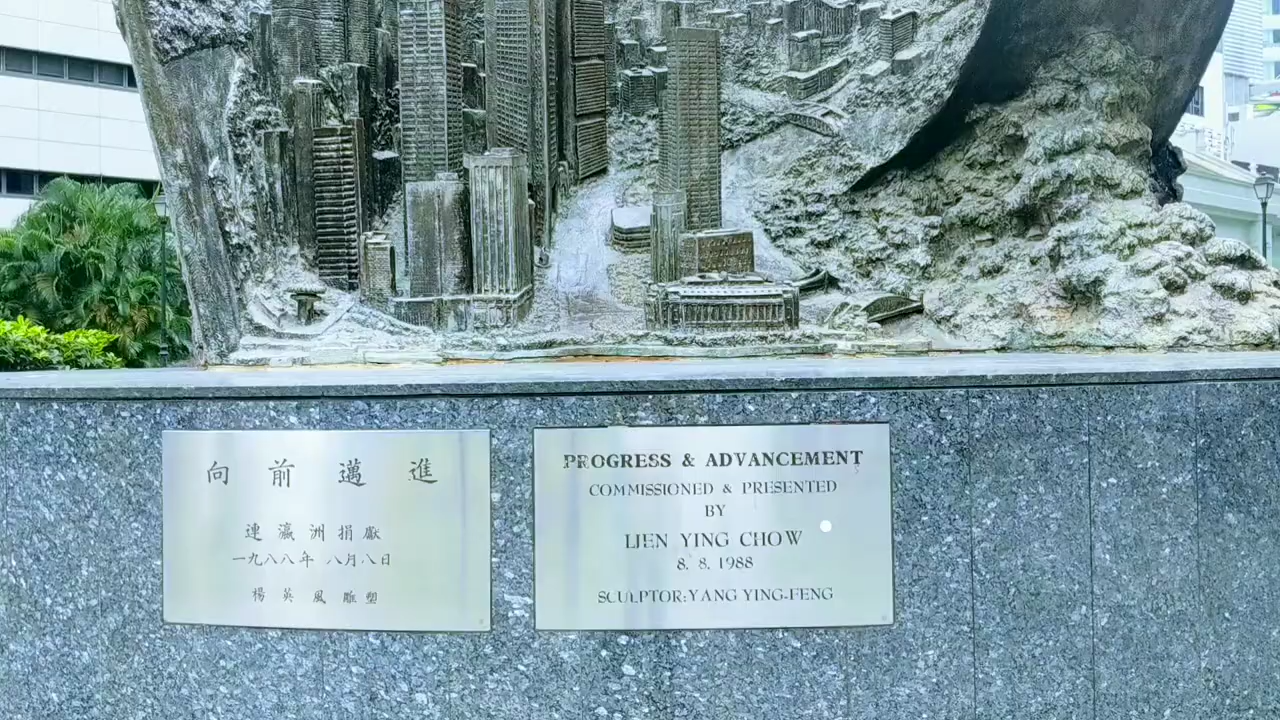 向前邁進
連瀛洲捐獻
一九八八年 八月八日
楊英風雕塑
PROGRESS & ADVANCEMENT
COMMISSIONED & PRESENTED
BY
LIEN YING CHOW
8. 8. 1988
SCULPTOR:YANG YING-FENG